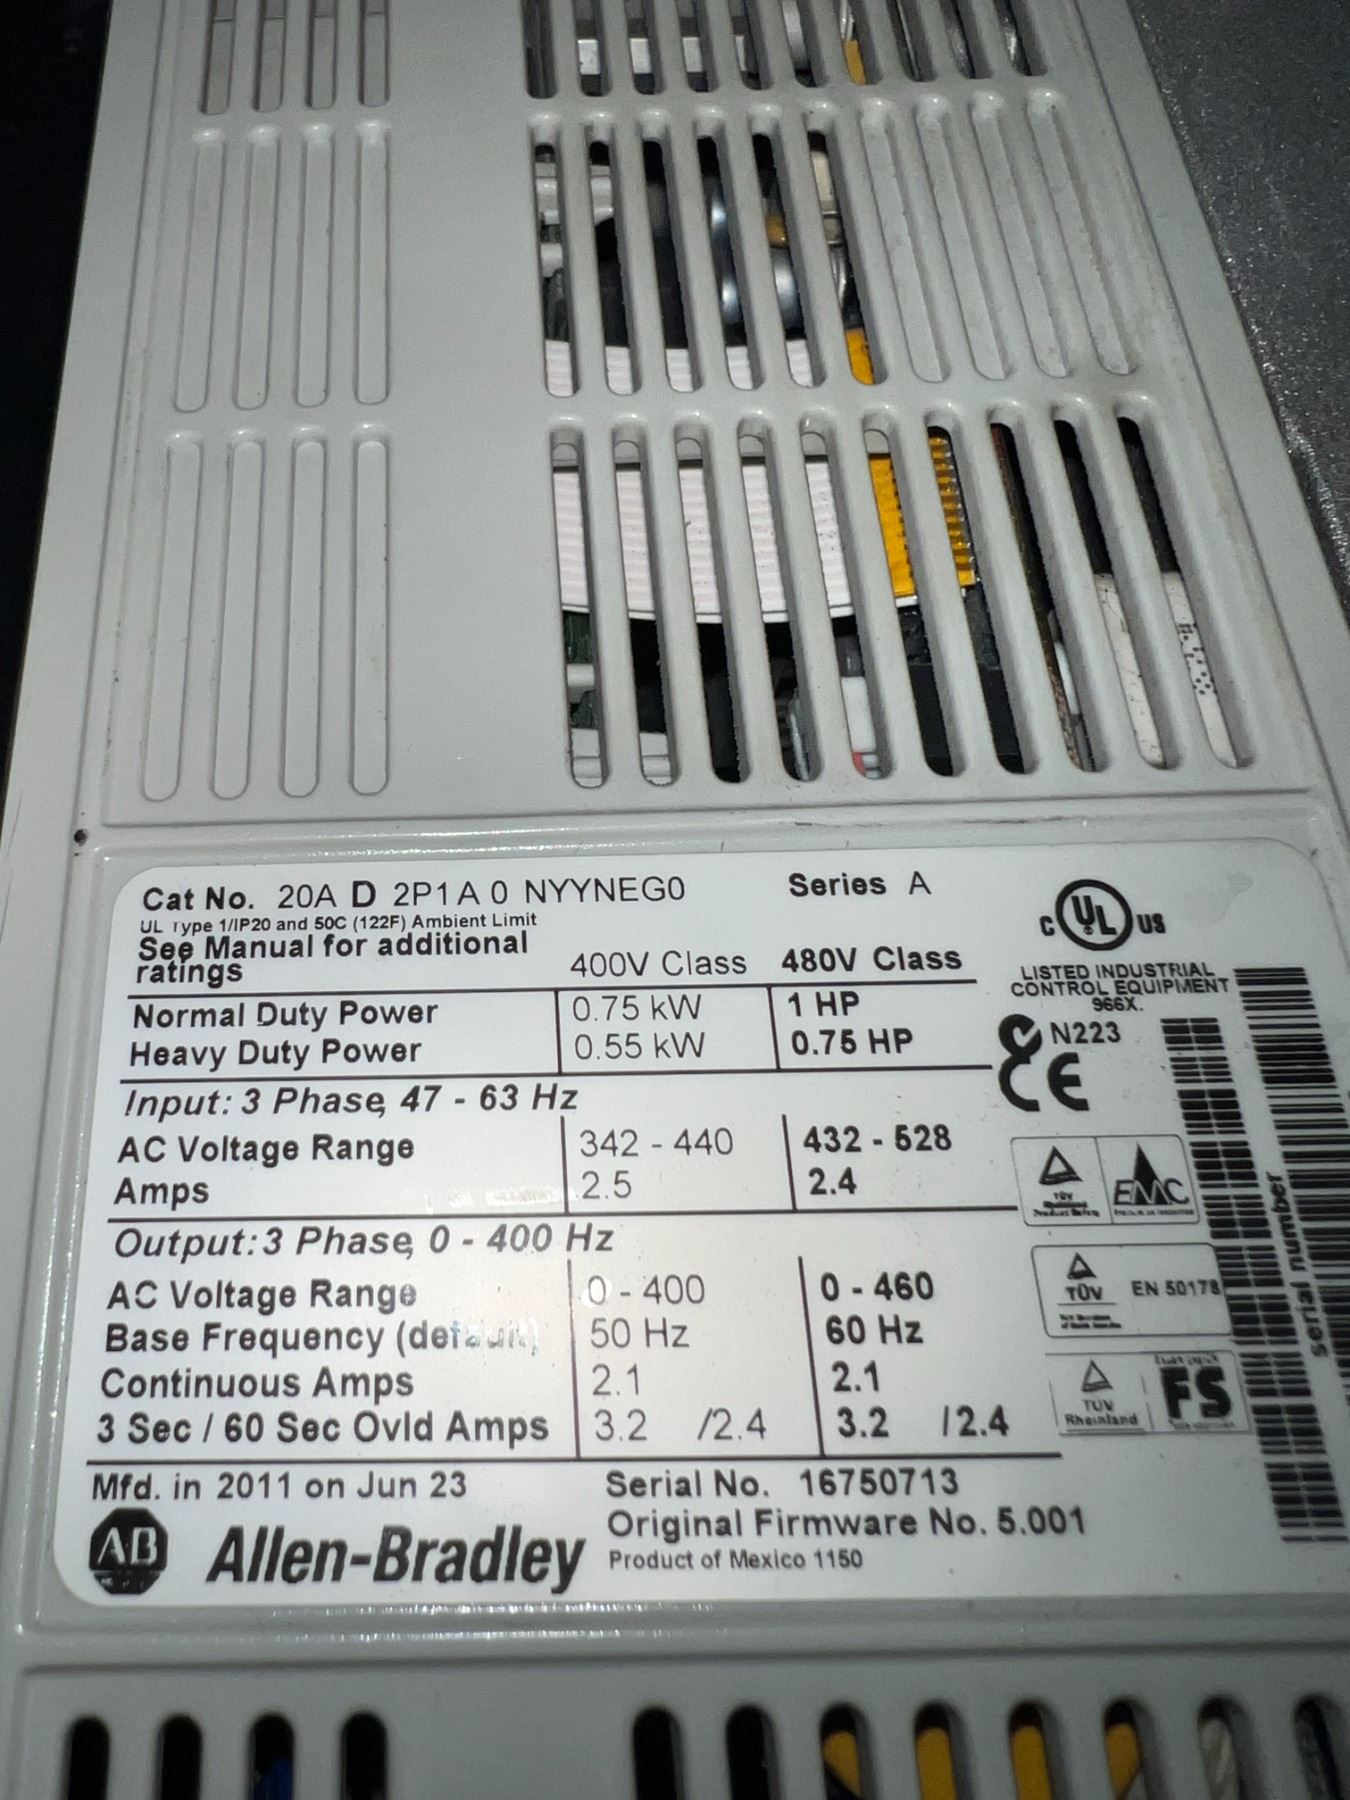 Cat No. 20A D 2P1 A 0 NYYNEG0 Series A
UL Type 1/IP20 and 50C (122F) Ambient Limit
See Manual for additional
ratings 400V Class 480V Class
Normal Duty Power 0.75 kW 1 HP
Heavy Duty Power 0.55 kW 0.75 HP
Input: 3 Phase, 47 - 63 Hz
AC Voltage Range 342 - 440 432 - 528
Amps 2.5 2.4
Output: 3 Phase, 0 - 400 Hz
AC Voltage Range 0 - 400 0 - 460
Base Frequency (default) 50 Hz 60 Hz
Continuous Amps 2.1 2.1
3 Sec / 60 Sec Ovld Amps 3.2 /2.4 3.2 /2.4
Mfd. in 2011 on Jun 23 Serial No. 16750713
Original Firmware No. 5.001
AB Allen-Bradley Product of Mexico 1150
C UL US
LISTED INDUSTRIAL
CONTROL EQUIPMENT
966X.
N223
CE
TÜV
EMC
TÜV EN 50178
TÜV
Rheinland
FS
serial number